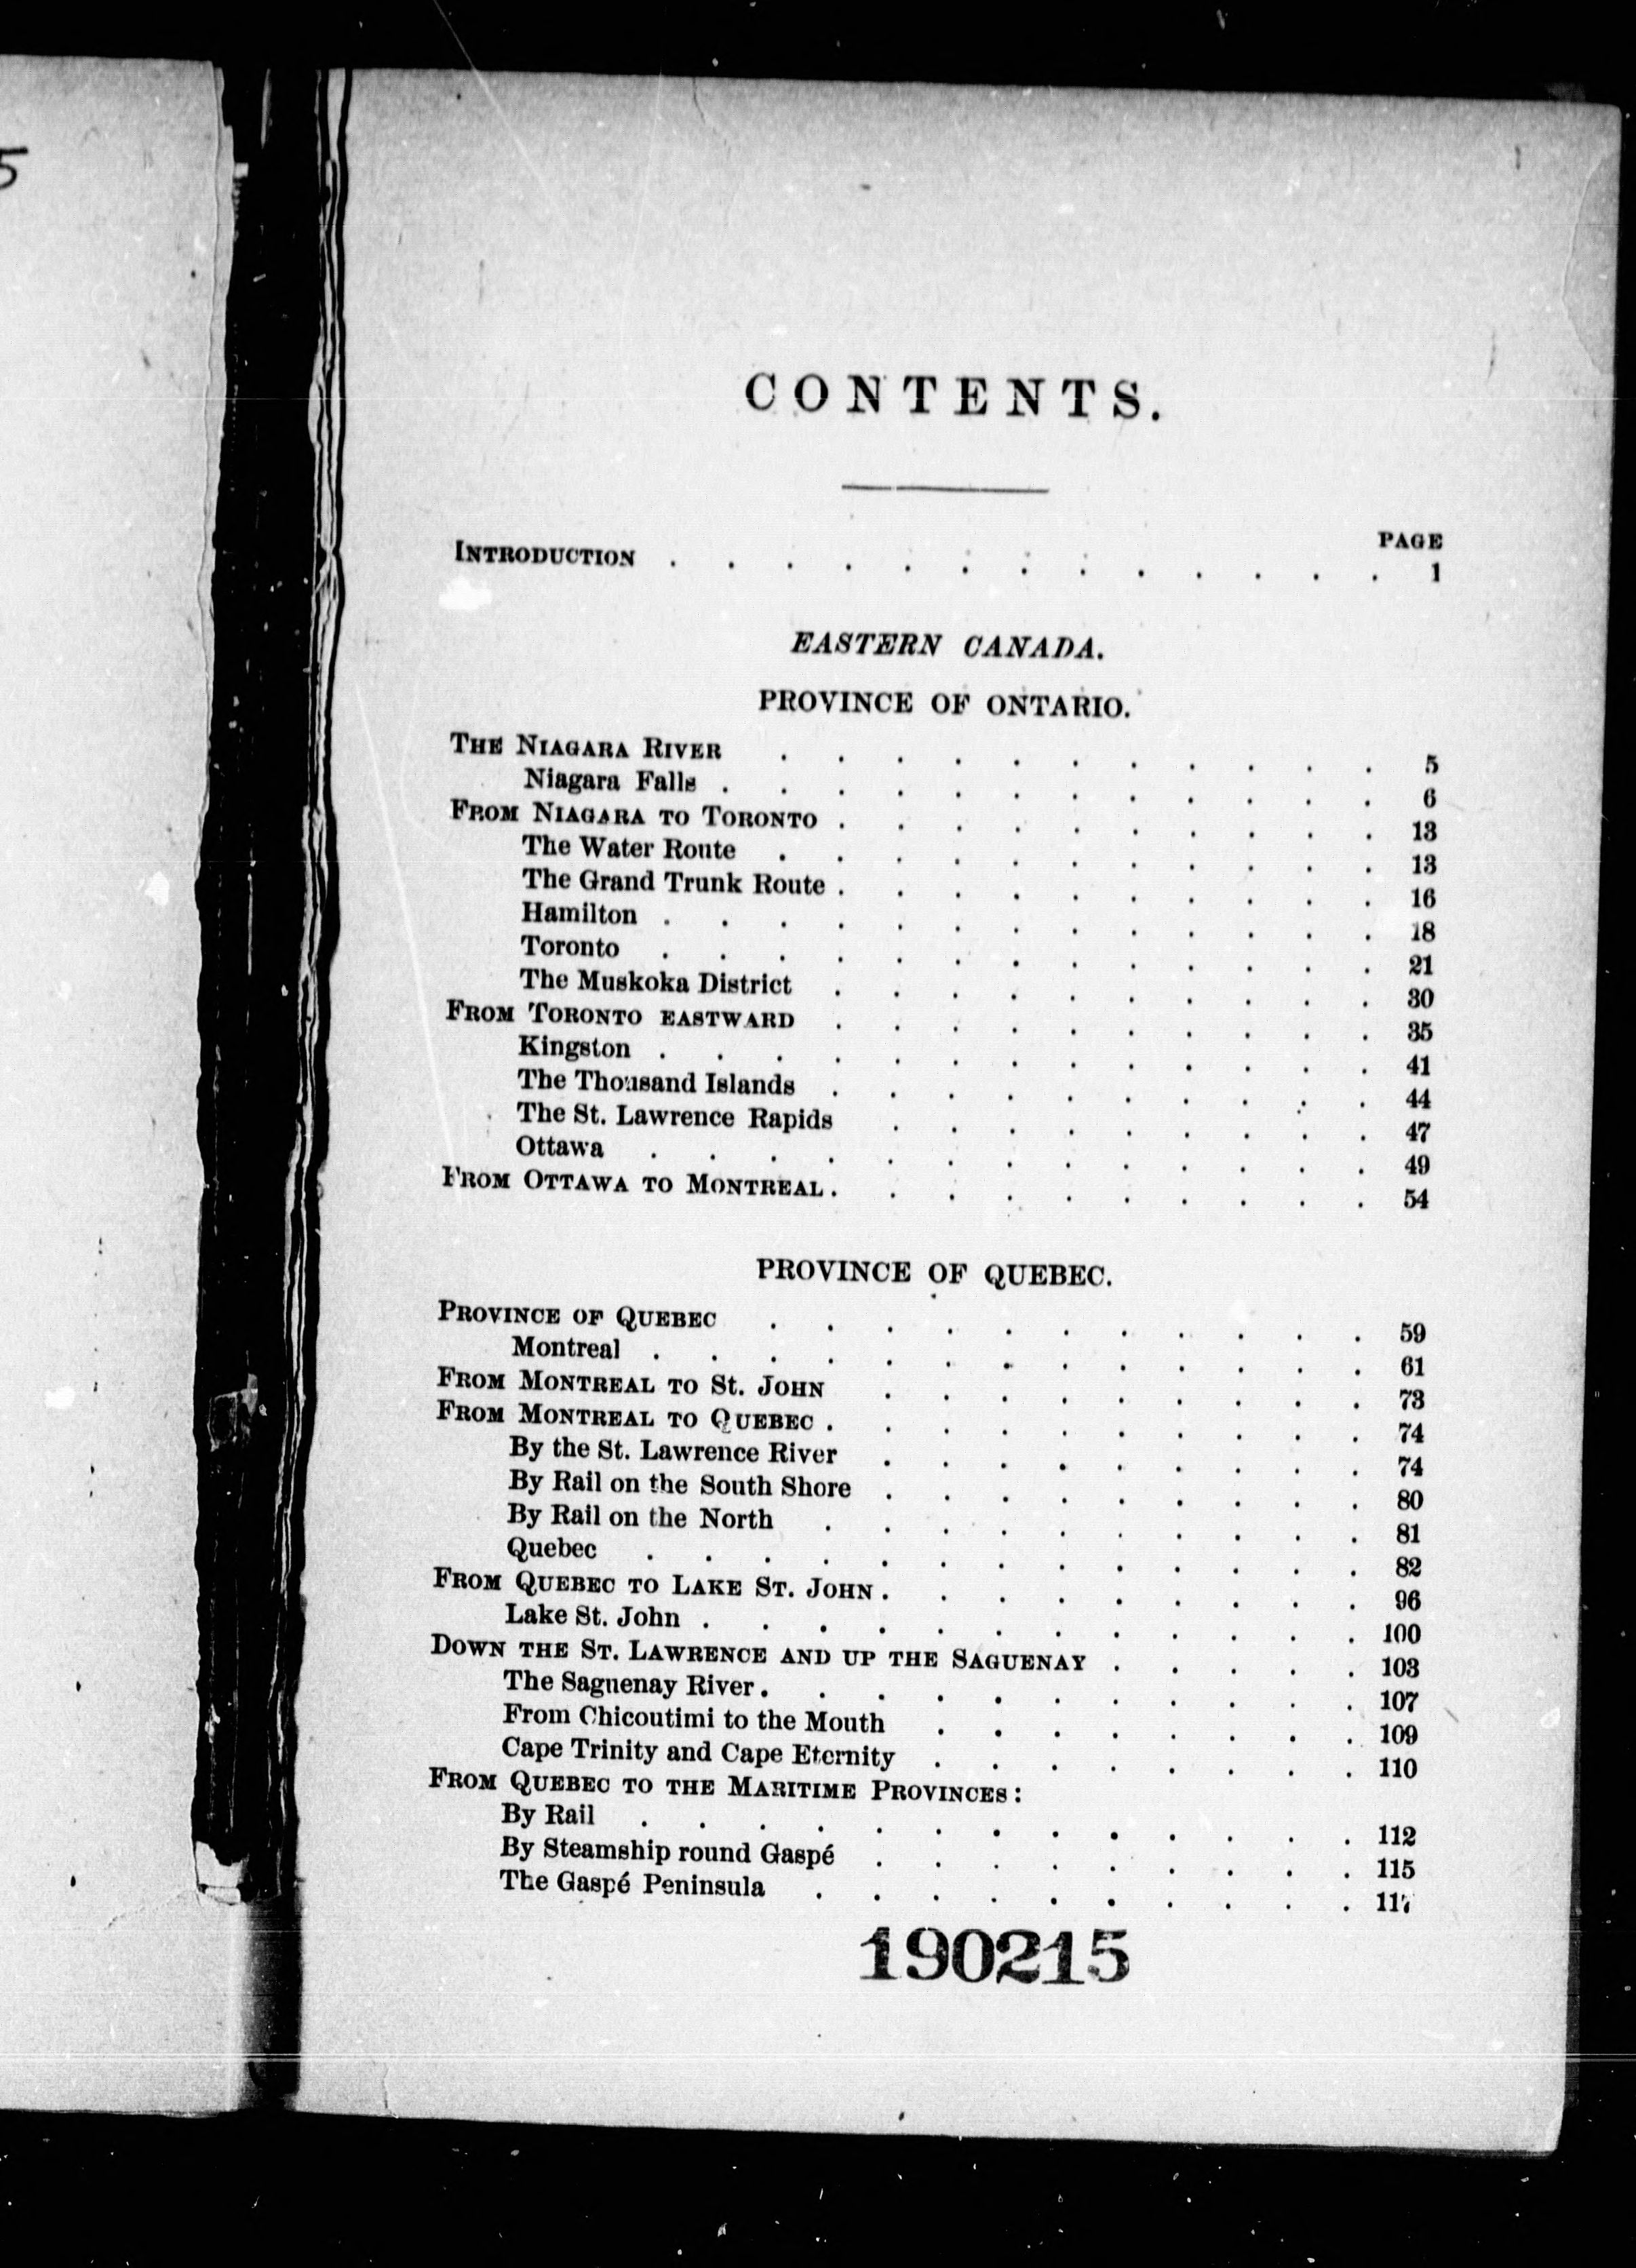 5
CONTENTS.
PAGE
INTRODUCTION . . . . . . . . . . . . . 1
EASTERN CANADA.
PROVINCE OF ONTARIO.
THE NIAGARA RIVER . . . . . . . . . . . 5
Niagara Falls . . . . . . . . . . . . 6
FROM NIAGARA TO TORONTO . . . . . . . . . . 13
The Water Route . . . . . . . . . . . 13
The Grand Trunk Route . . . . . . . . . . 16
Hamilton . . . . . . . . . . . . . 18
Toronto . . . . . . . . . . . . . 21
The Muskoka District . . . . . . . . . . 30
FROM TORONTO EASTWARD . . . . . . . . . . 35
Kingston . . . . . . . . . . . . . 41
The Thousand Islands . . . . . . . . . . 44
The St. Lawrence Rapids . . . . . . . . . 47
Ottawa . . . . . . . . . . . . . 49
FROM OTTAWA TO MONTREAL . . . . . . . . . . 54
PROVINCE OF QUEBEC.
PROVINCE OF QUEBEC . . . . . . . . . . . 59
Montreal . . . . . . . . . . . . . 61
FROM MONTREAL TO St. JOHN . . . . . . . . . 73
FROM MONTREAL TO QUEBEC . . . . . . . . . . 74
By the St. Lawrence River . . . . . . . . . 74
By Rail on the South Shore . . . . . . . . . 80
By Rail on the North . . . . . . . . . . 81
Quebec . . . . . . . . . . . . . 82
FROM QUEBEC TO LAKE ST. JOHN . . . . . . . . . 96
Lake St. John . . . . . . . . . . . . 100
DOWN THE ST. LAWRENCE AND UP THE SAGUENAY . . . . . 103
The Saguenay River . . . . . . . . . . . 107
From Chicoutimi to the Mouth . . . . . . . . 109
Cape Trinity and Cape Eternity . . . . . . . . 110
FROM QUEBEC TO THE MARITIME PROVINCES:
By Rail . . . . . . . . . . . . . 112
By Steamship round Gaspé . . . . . . . . . 115
The Gaspé Peninsula . . . . . . . . . . 117
190215